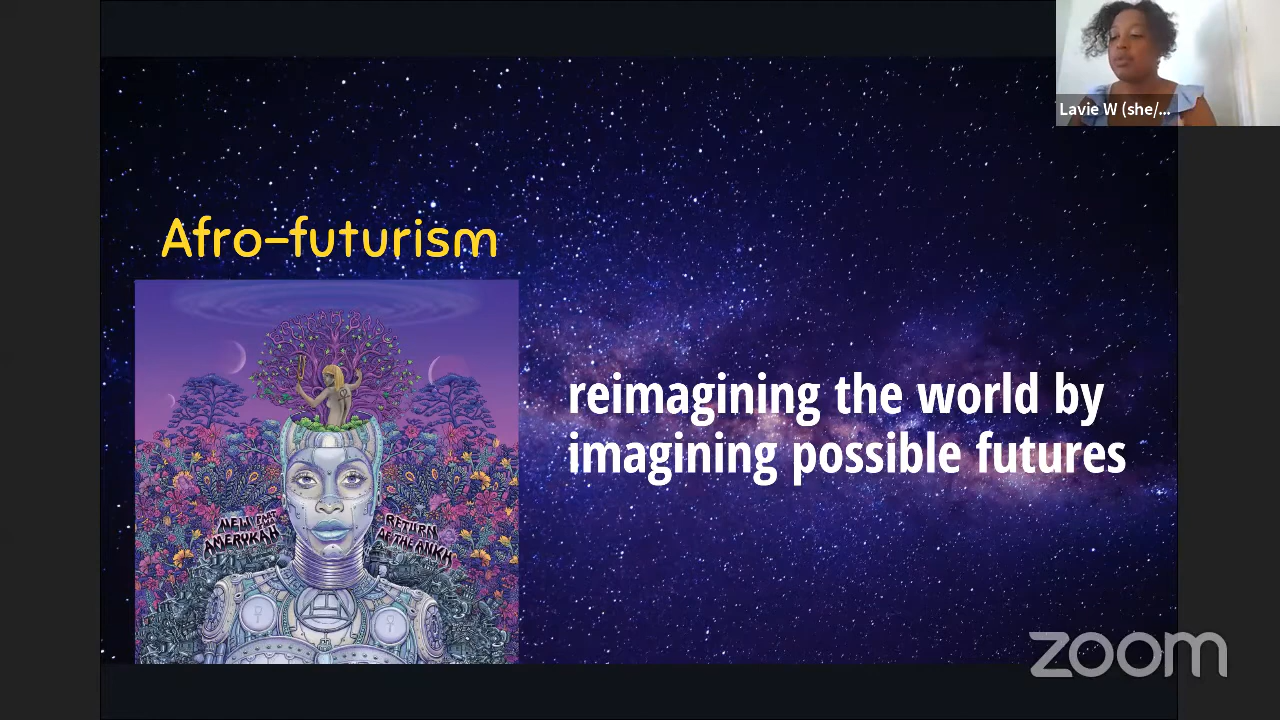 Lavie W (she/...
Afro-futurism
reimagining the world by
imagining possible futures
ERYKAH BADU
NEW
AMERYKAH
RETURN
OF THE ANKH
zoom